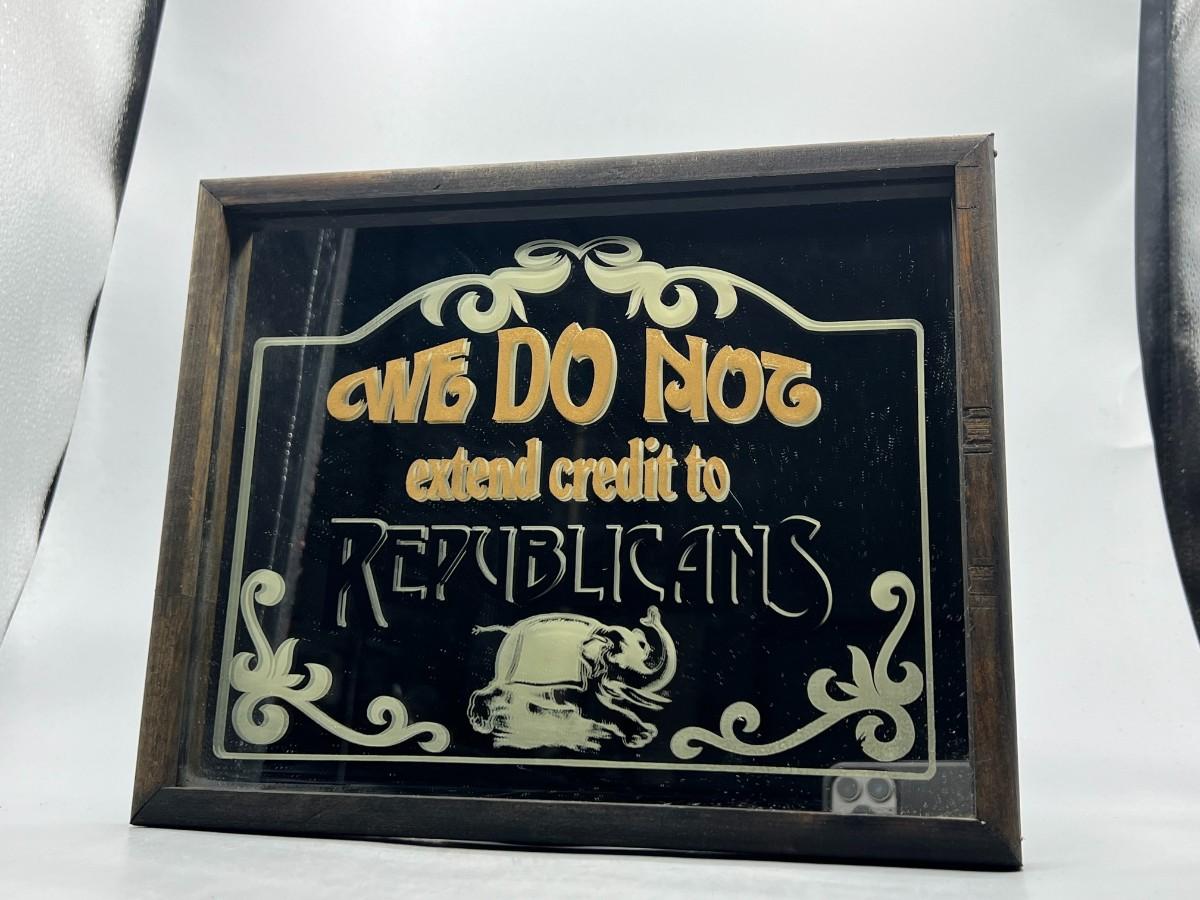 WE DO NOT
extend credit to
REPUBLICANS